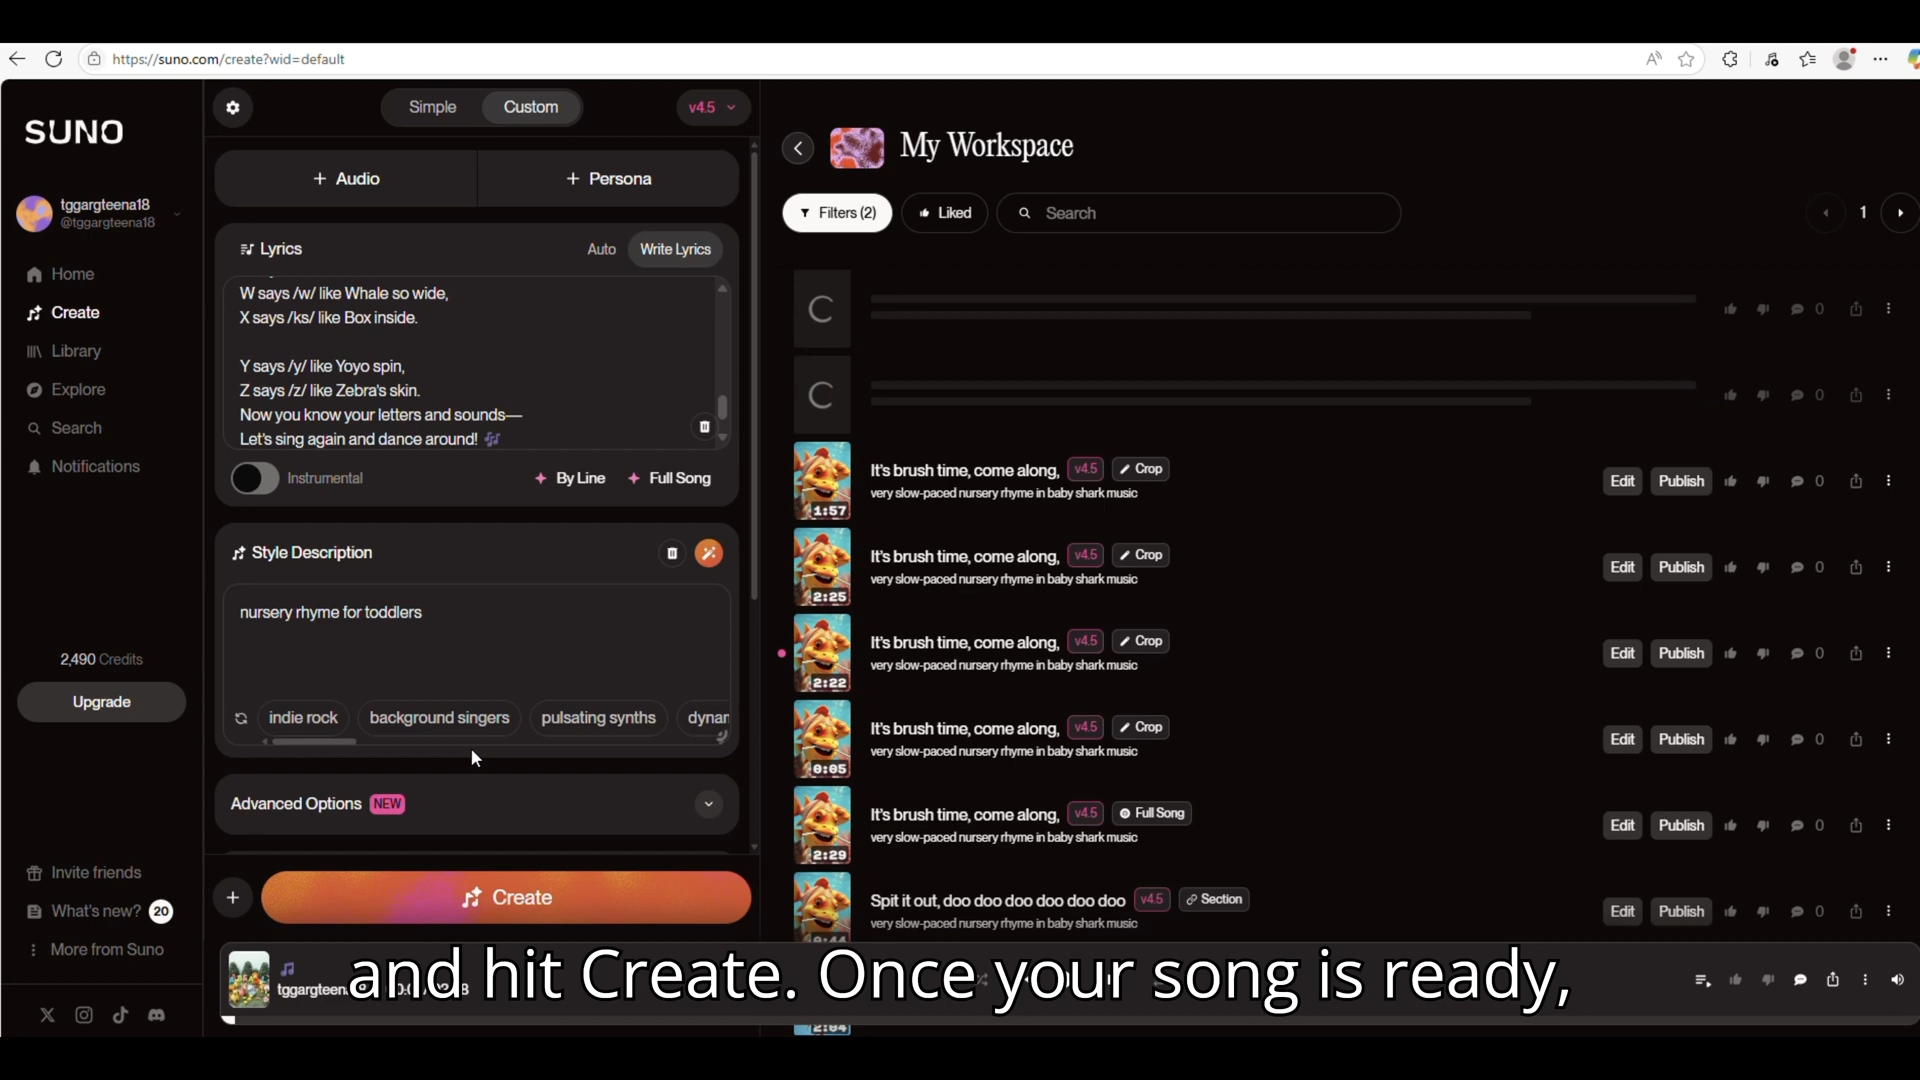 https://suno.com/create?wid=default
SUNO
tggargteena18
@tggargteena18
Home
Create
Library
Explore
Search
Notifications
2,490 Credits
Upgrade
Invite friends
What's new? 20
More from Suno
Simple
Custom
v4.5
+ Audio
+ Persona
Lyrics
Auto
Write Lyrics
W says /w/ like Whale so wide,
X says /ks/ like Box inside.
Y says /y/ like Yoyo spin,
Z says /z/ like Zebra's skin.
Now you know your letters and sounds—
Let's sing again and dance around! 🎶
Instrumental
By Line
Full Song
Style Description
nursery rhyme for toddlers
indie rock
background singers
pulsating synths
dynar
Advanced Options NEW
Create
My Workspace
Filters (2)
Liked
Search
1
0
0
It's brush time, come along, v4.5 Crop
very slow-paced nursery rhyme in baby shark music
1:57
Edit Publish 0
It's brush time, come along, v4.5 Crop
very slow-paced nursery rhyme in baby shark music
2:25
Edit Publish 0
It's brush time, come along, v4.5 Crop
very slow-paced nursery rhyme in baby shark music
2:22
Edit Publish 0
It's brush time, come along, v4.5 Crop
very slow-paced nursery rhyme in baby shark music
0:05
Edit Publish 0
It's brush time, come along, v4.5 Full Song
very slow-paced nursery rhyme in baby shark music
2:29
Edit Publish 0
Spit it out, doo doo doo doo doo doo v4.5 Section
very slow-paced nursery rhyme in baby shark music
Edit Publish 0
and hit Create. Once your song is ready,